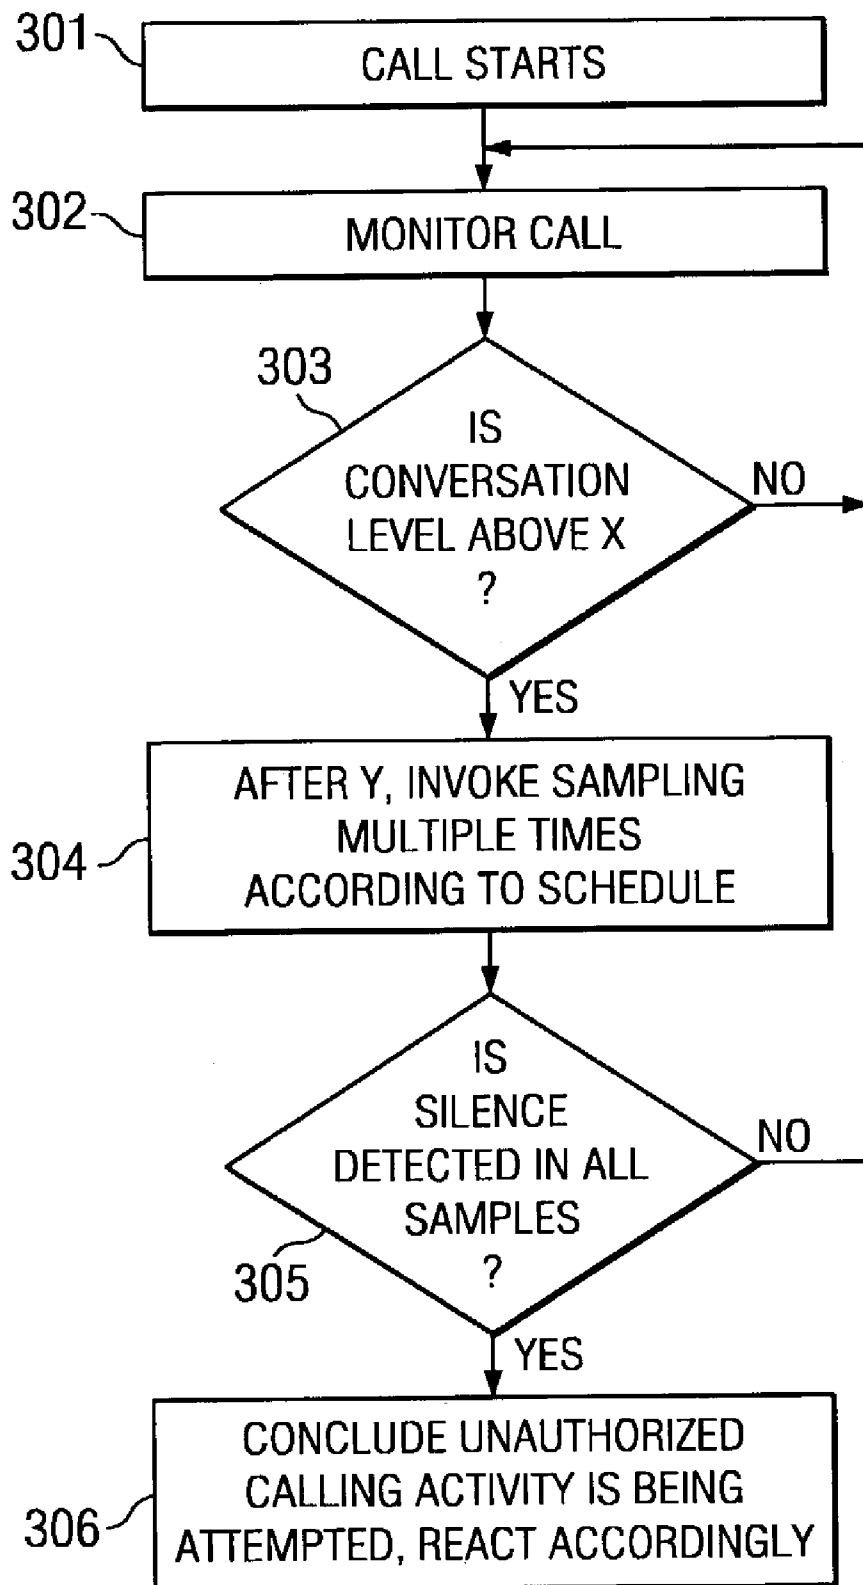 301
CALL STARTS
302
MONITOR CALL
303
IS
CONVERSATION
LEVEL ABOVE X
?
NO
YES
304
AFTER Y, INVOKE SAMPLING
MULTIPLE TIMES
ACCORDING TO SCHEDULE
IS
SILENCE
DETECTED IN ALL
SAMPLES
?
NO
305
YES
306
CONCLUDE UNAUTHORIZED
CALLING ACTIVITY IS BEING
ATTEMPTED, REACT ACCORDINGLY